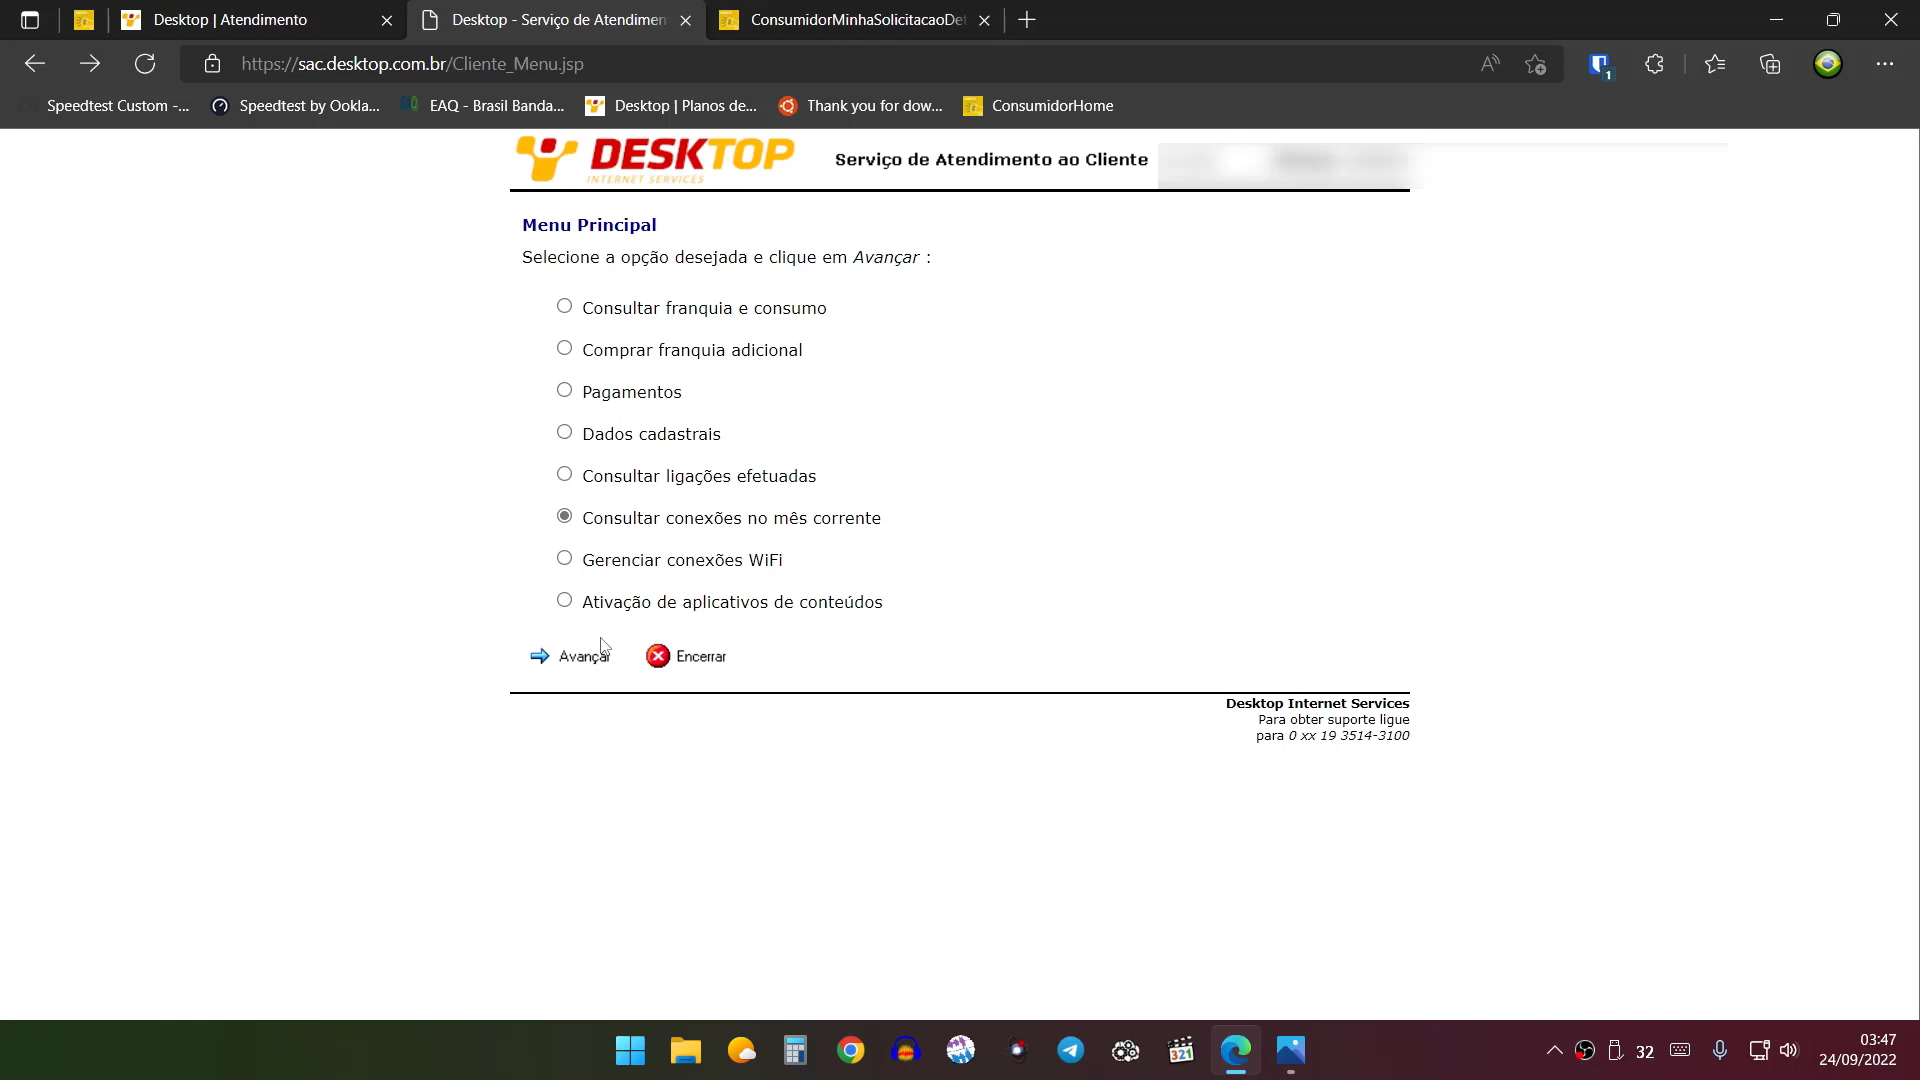 Desktop | Atendimento
Desktop - Serviço de Atendimen
ConsumidorMinhaSolicitacaoDet
https://sac.desktop.com.br/Cliente_Menu.jsp
1
Speedtest Custom -...
Speedtest by Ookla...
EAQ - Brasil Banda...
Desktop | Planos de...
Thank you for dow...
ConsumidorHome
DESKTOP
INTERNET SERVICES
Serviço de Atendimento ao Cliente
Menu Principal
Selecione a opção desejada e clique em Avançar :
Consultar franquia e consumo
Comprar franquia adicional
Pagamentos
Dados cadastrais
Consultar ligações efetuadas
Consultar conexões no mês corrente
Gerenciar conexões WiFi
Ativação de aplicativos de conteúdos
Avançar
Encerrar
Desktop Internet Services
Para obter suporte ligue
para 0 xx 19 3514-3100
321
32
03:47
24/09/2022